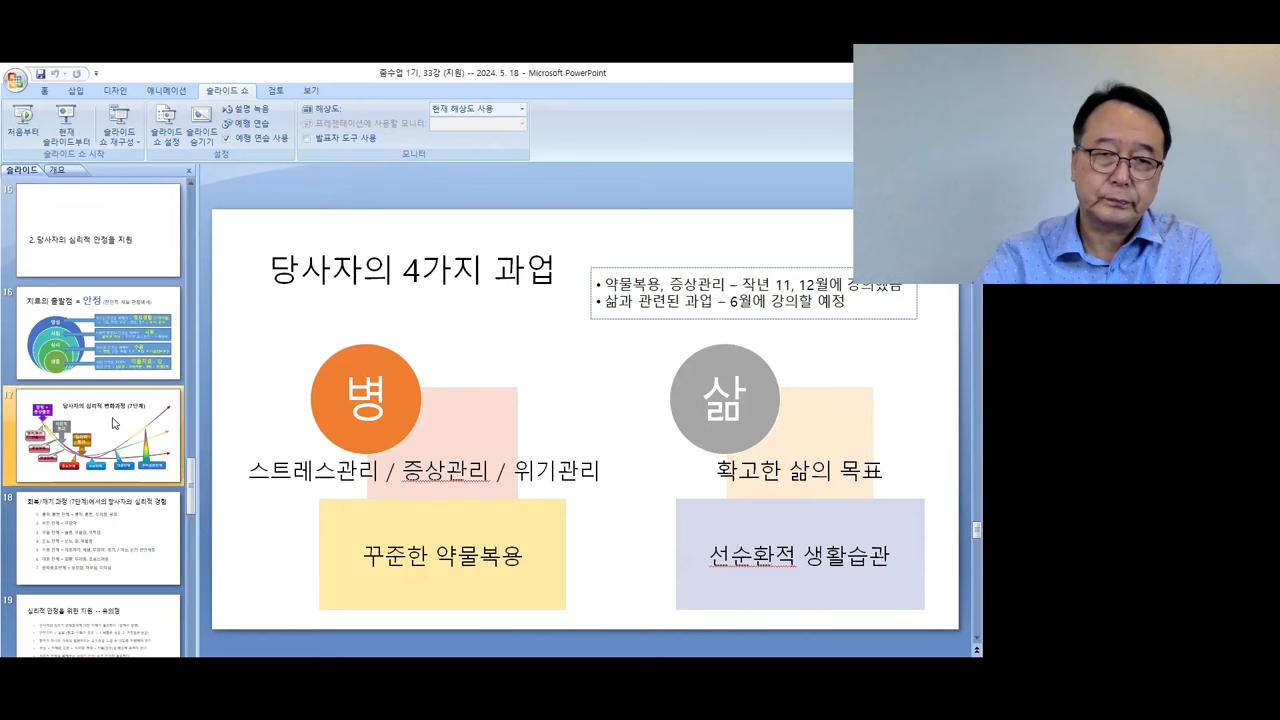 줌수업 1기, 33강 (지원) -- 2024. 5. 18 - Microsoft PowerPoint
홈 삽입 디자인 애니메이션 슬라이드 쇼 검토 보기
처음부터
현재
슬라이드부터
슬라이드
쇼 재구성
슬라이드 쇼 시작
슬라이드
쇼 설정
슬라이드
숨기기
설명 녹음
예행 연습
예행 연습 사용
설정
해상도: 현재 해상도 사용
프레젠테이션에 사용할 모니터
발표자 도구 사용
모니터
슬라이드 개요
15
2. 당사자의 심리적 안정을 지원
16
치료의 출발점 = 안정
17
당사자의 심리적 변화과정 (7단계)
18
회복/재기 과정 (7단계)에서의 당사자의 심리적 경험
19
심리적 안정을 위한 지원 -- 유의점
당사자의 4가지 과업
• 약물복용, 증상관리 – 작년 11, 12월에 강의했음
• 삶과 관련된 과업 – 6월에 강의할 예정
병
스트레스관리 / 증상관리 / 위기관리
꾸준한 약물복용
삶
확고한 삶의 목표
선순환적 생활습관